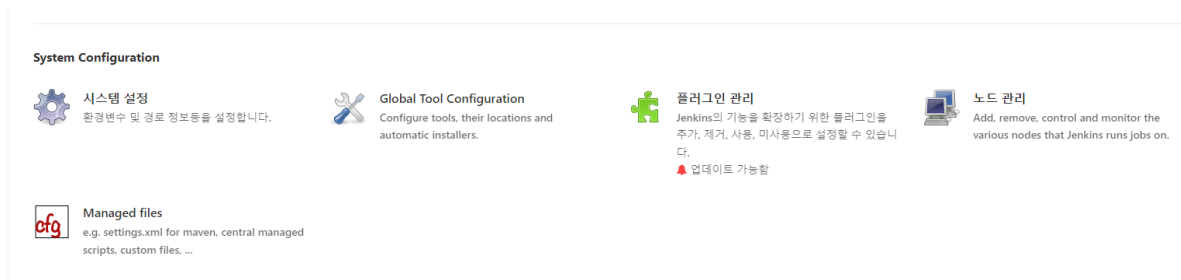 System Configuration
시스템 설정
환경변수 및 경로 정보등을 설정합니다.
Global Tool Configuration
Configure tools, their locations and
automatic installers.
플러그인 관리
Jenkins의 기능을 확장하기 위한 플러그인을
추가, 제거, 사용, 미사용으로 설정할 수 있습니
다.
업데이트 가능함
노드 관리
Add, remove, control and monitor the
various nodes that Jenkins runs jobs on.
cfg
Managed files
e.g. settings.xml for maven, central managed
scripts, custom files, ...